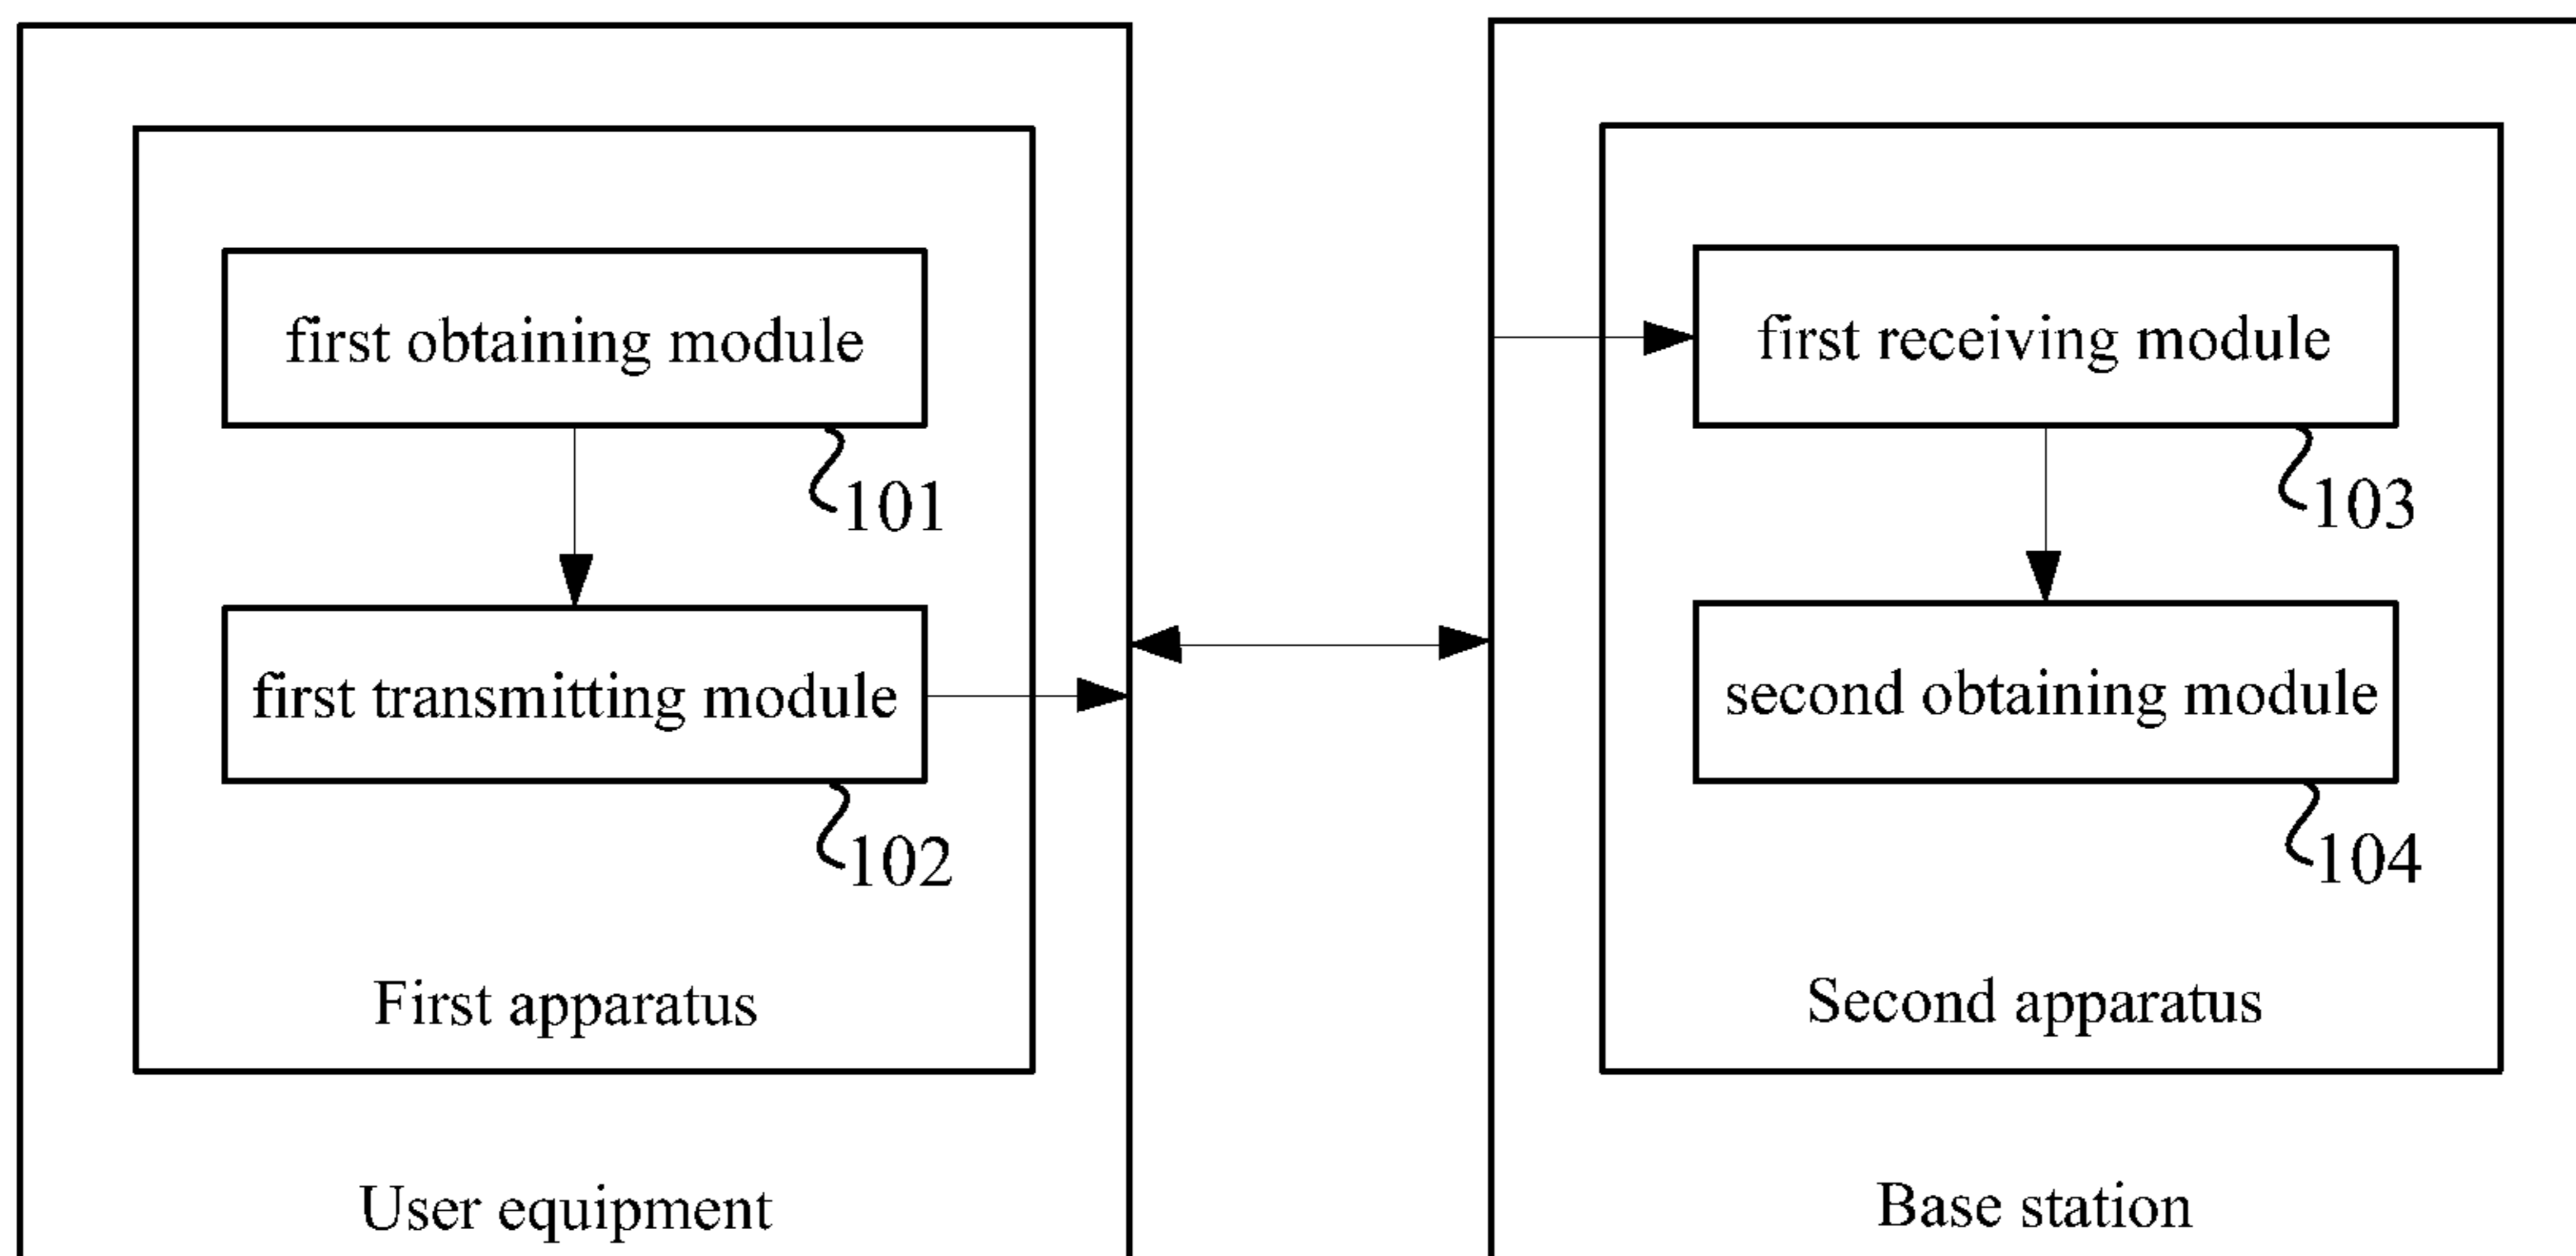 first obtaining module
101
first transmitting module
102
First apparatus
User equipment
first receiving module
103
second obtaining module
104
Second apparatus
Base station